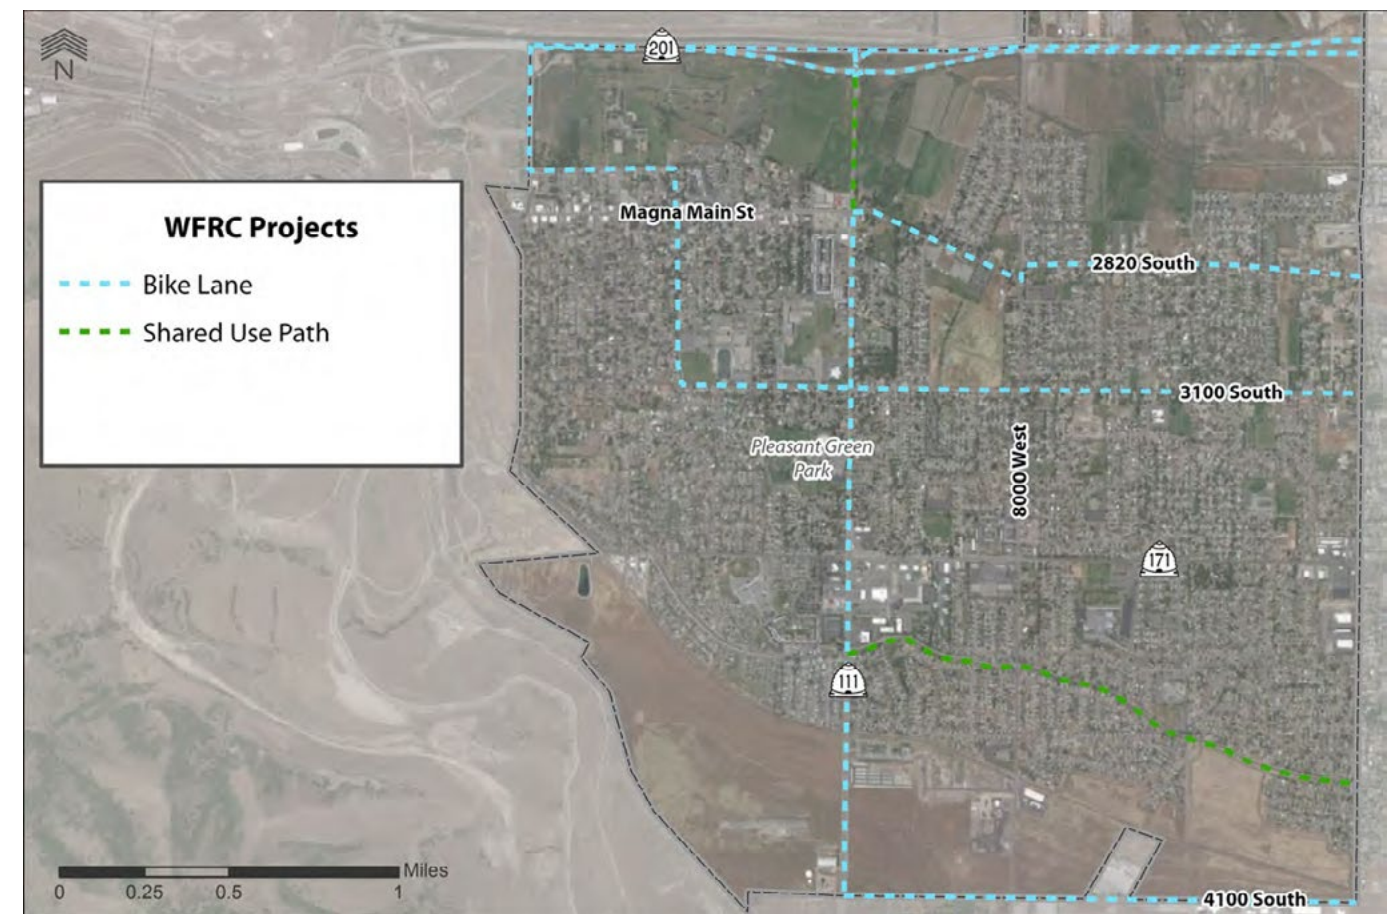 N
201
WFRC Projects
Bike Lane
Shared Use Path
Magna Main St
2820 South
3100 South
Pleasant Green
Park
8000 West
171
111
Miles
0 0.25 0.5 1
4100 South